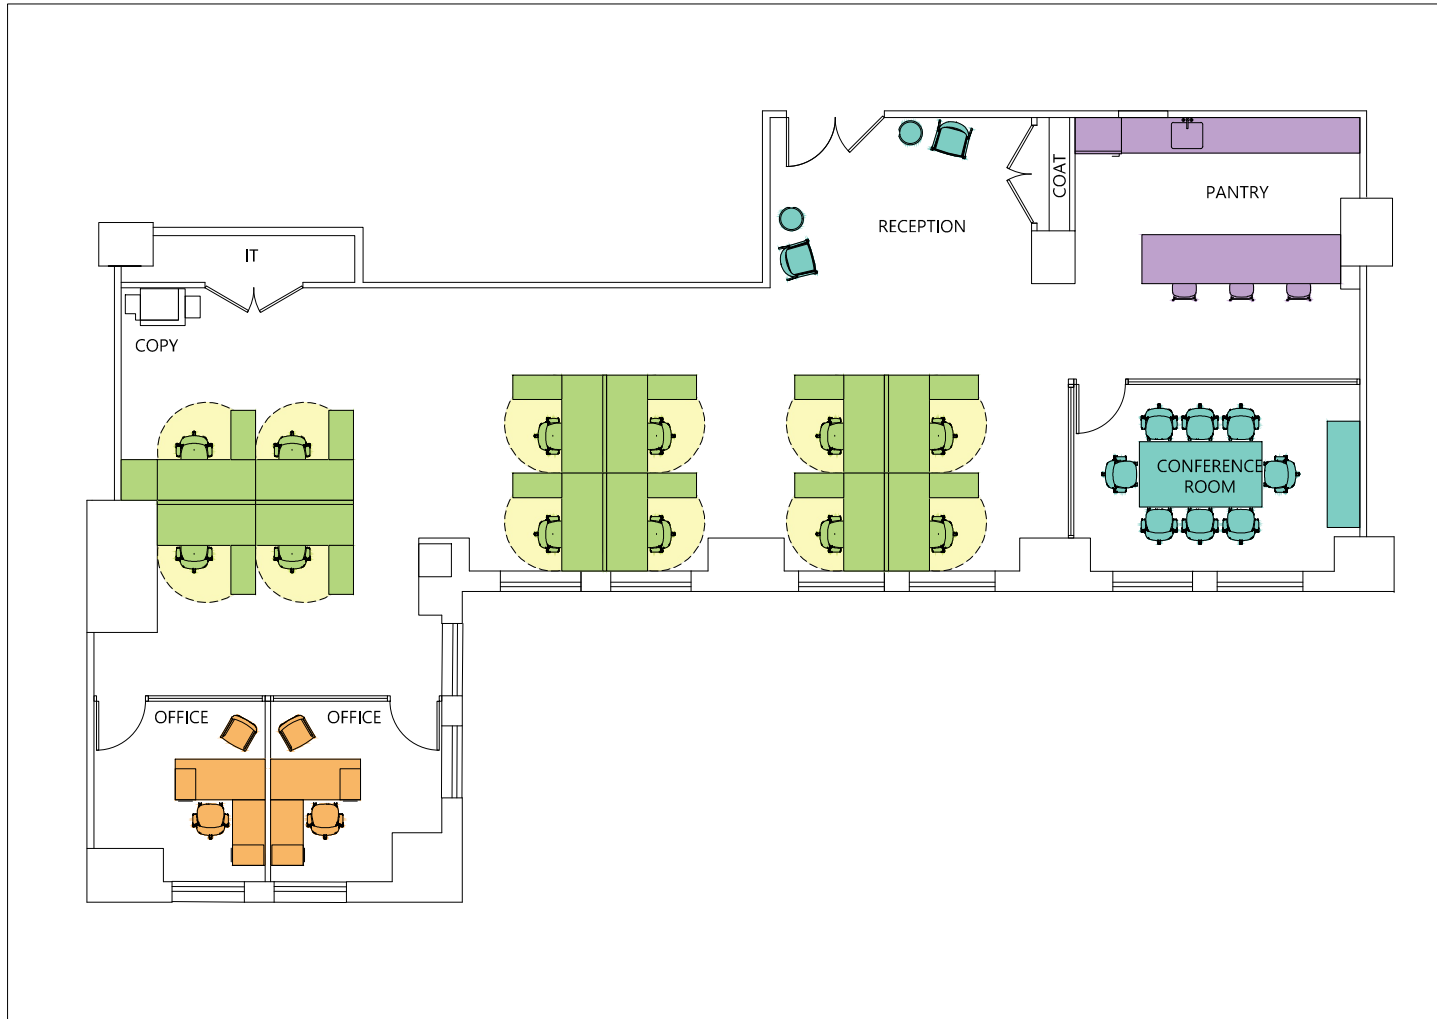 COAT
PANTRY
RECEPTION
IT
COPY
CONFERENCE
ROOM
OFFICE
OFFICE